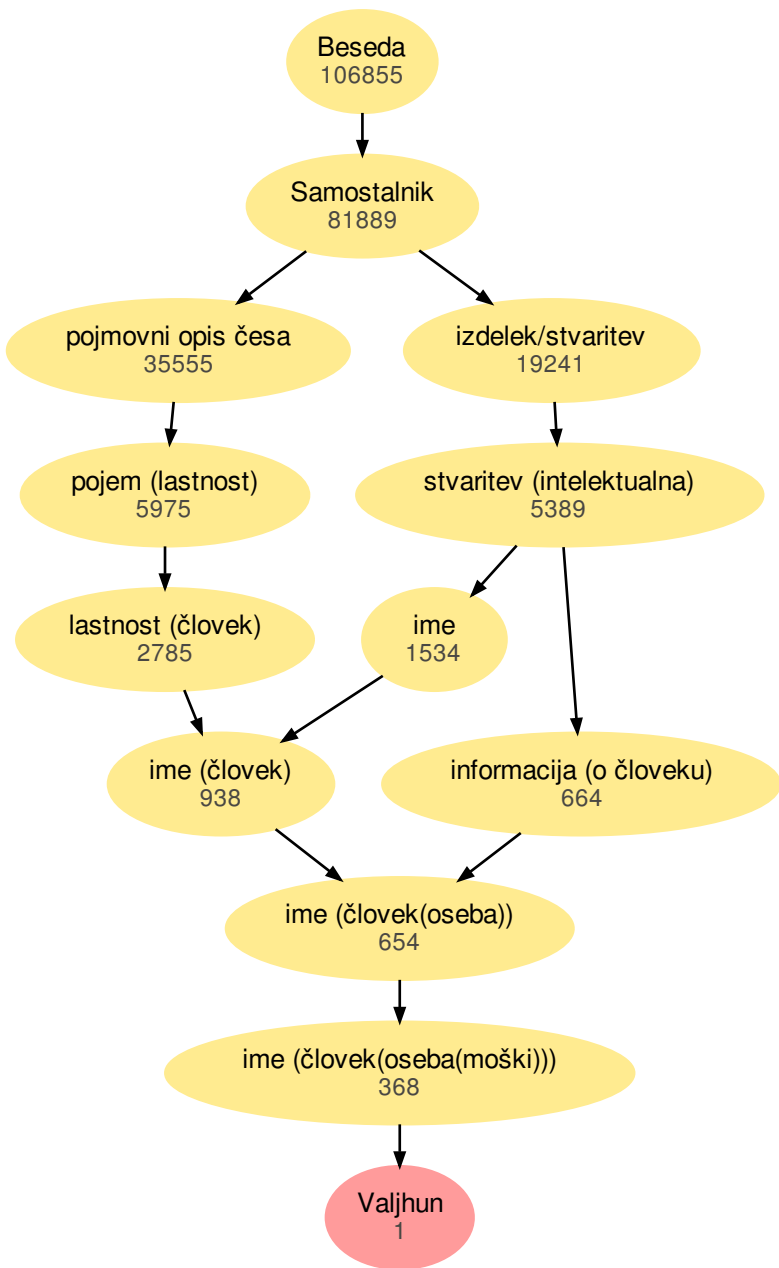 Beseda
106855
Samostalnik
81889
pojmovni opis česa
35555
izdelek/stvaritev
19241
pojem (lastnost)
5975
stvaritev (intelektualna)
5389
lastnost (človek)
2785
ime
1534
ime (človek)
938
informacija (o človeku)
664
ime (človek(oseba))
654
ime (človek(oseba(moški)))
368
Valjhun
1